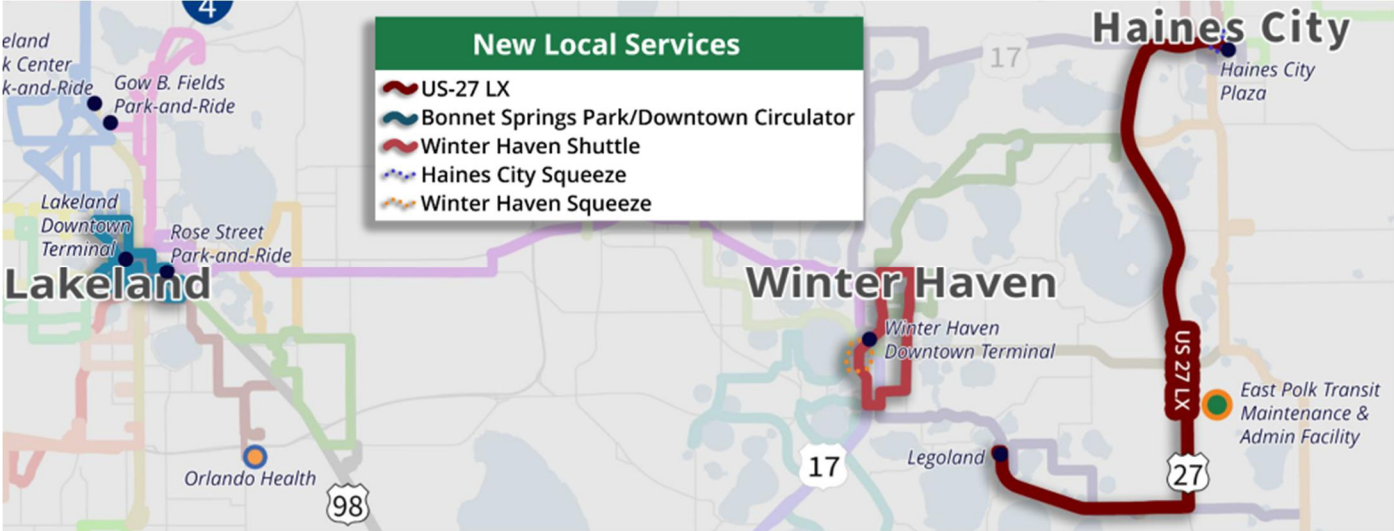 4
eland
k Center
k-and-Ride
Gow B. Fields
Park-and-Ride
New Local Services
US-27 LX
Bonnet Springs Park/Downtown Circulator
Winter Haven Shuttle
Haines City Squeeze
Winter Haven Squeeze
17
Haines City
Haines City
Plaza
Lakeland
Downtown
Terminal
Rose Street
Park-and-Ride
Lakeland
Winter Haven
Winter Haven
Downtown Terminal
US 27 LX
East Polk Transit
Maintenance &
Admin Facility
Orlando Health
98
17
Legoland
27